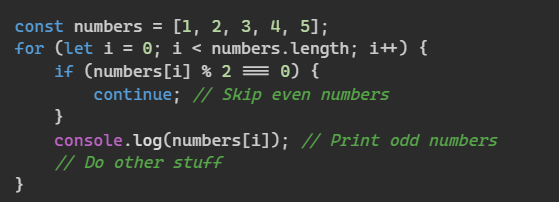 const numbers = [1, 2, 3, 4, 5];
for (let i = 0; i < numbers.length; i++) {
    if (numbers[i] % 2 === 0) {
        continue; // Skip even numbers
    }
    console.log(numbers[i]); // Print odd numbers
    // Do other stuff
}